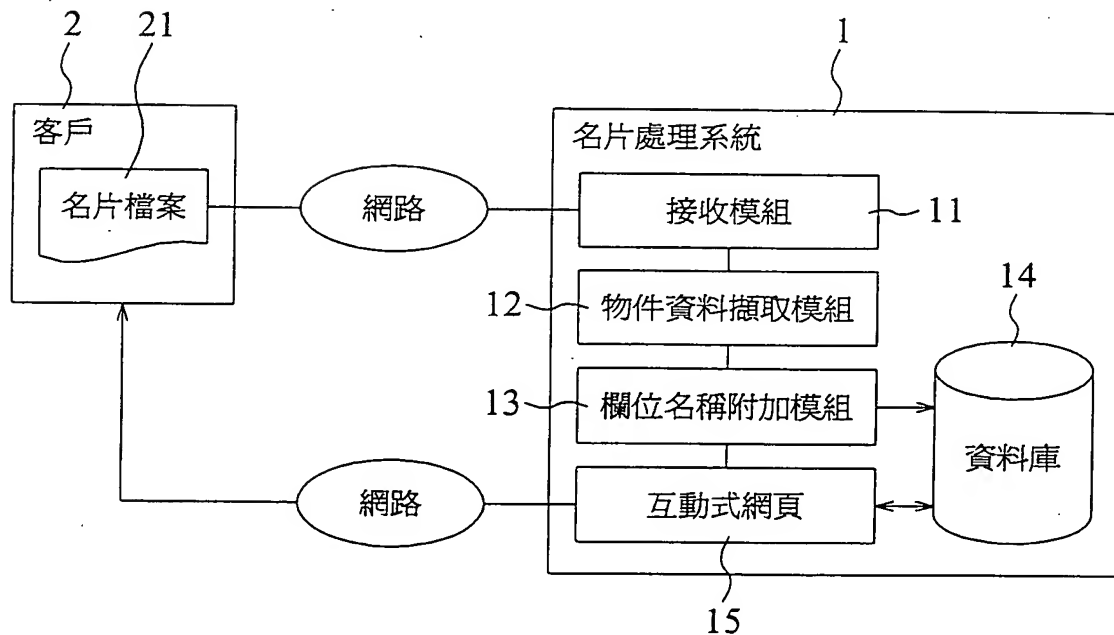 2
21
客戶
名片檔案
網路
1
名片處理系統
接收模組
11
12
物件資料擷取模組
14
13
欄位名稱附加模組
資料庫
網路
互動式網頁
15